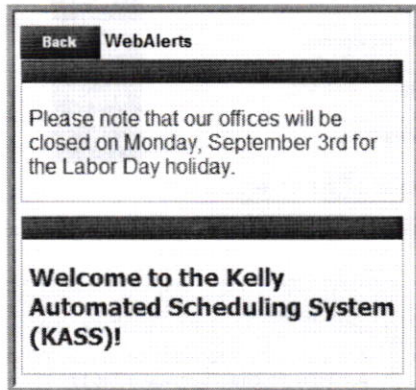 Back WebAlerts
Please note that our offices will be
closed on Monday, September 3rd for
the Labor Day holiday.
Welcome to the Kelly
Automated Scheduling System
(KASS)!